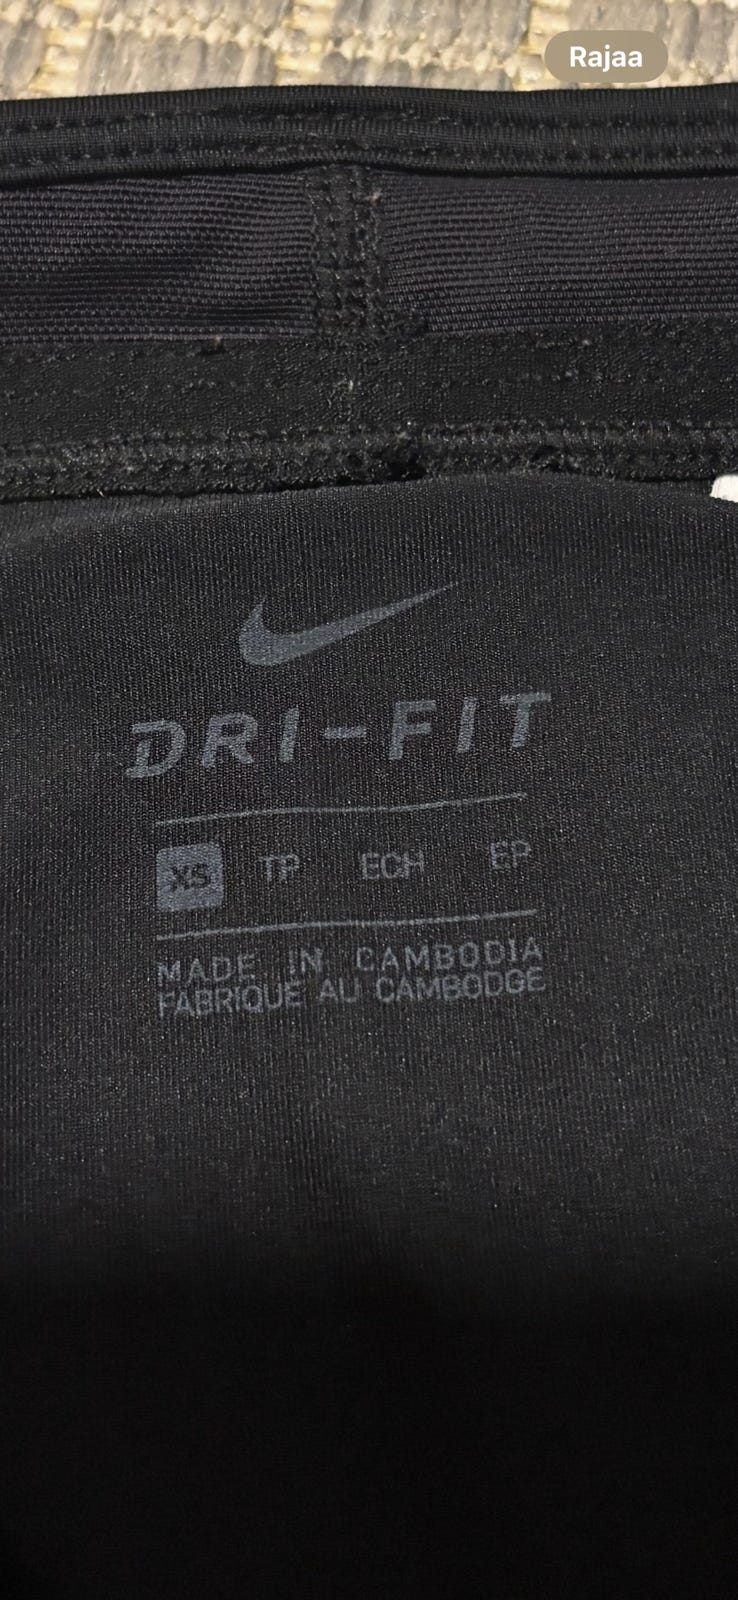 Rajaa
DRI-FIT
XS TP ECH EP
MADE IN CAMBODIA
FABRIQUE AU CAMBODGE